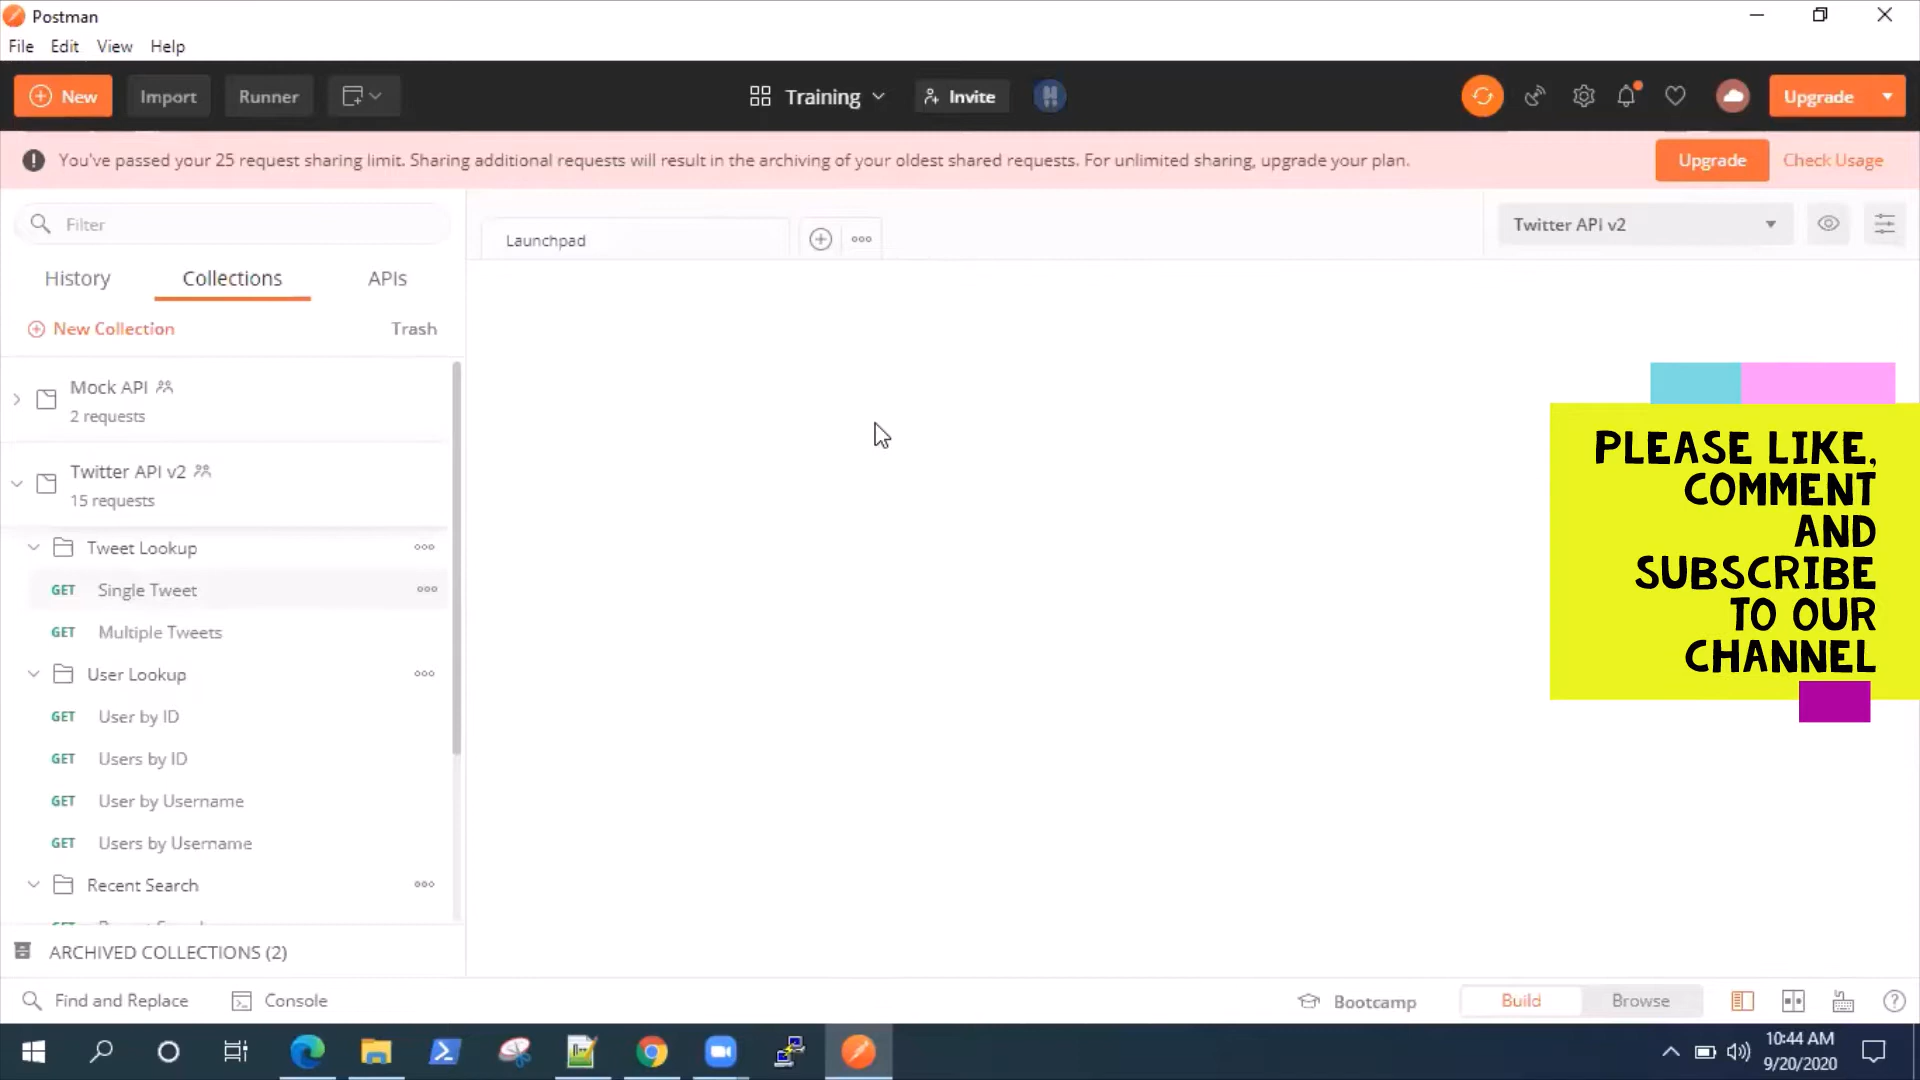 Postman
File Edit View Help
New Import Runner Training Invite Upgrade
You've passed your 25 request sharing limit. Sharing additional requests will result in the archiving of your oldest shared requests. For unlimited sharing, upgrade your plan. Upgrade Check Usage
Filter
Launchpad
Twitter API v2
History Collections APIs
New Collection Trash
Mock API
2 requests
Twitter API v2
15 requests
Tweet Lookup
GET Single Tweet
GET Multiple Tweets
User Lookup
GET User by ID
GET Users by ID
GET User by Username
GET Users by Username
Recent Search
ARCHIVED COLLECTIONS (2)
PLEASE LIKE,
COMMENT
AND
SUBSCRIBE
TO OUR
CHANNEL
Find and Replace Console Bootcamp Build Browse
10:44 AM
9/20/2020